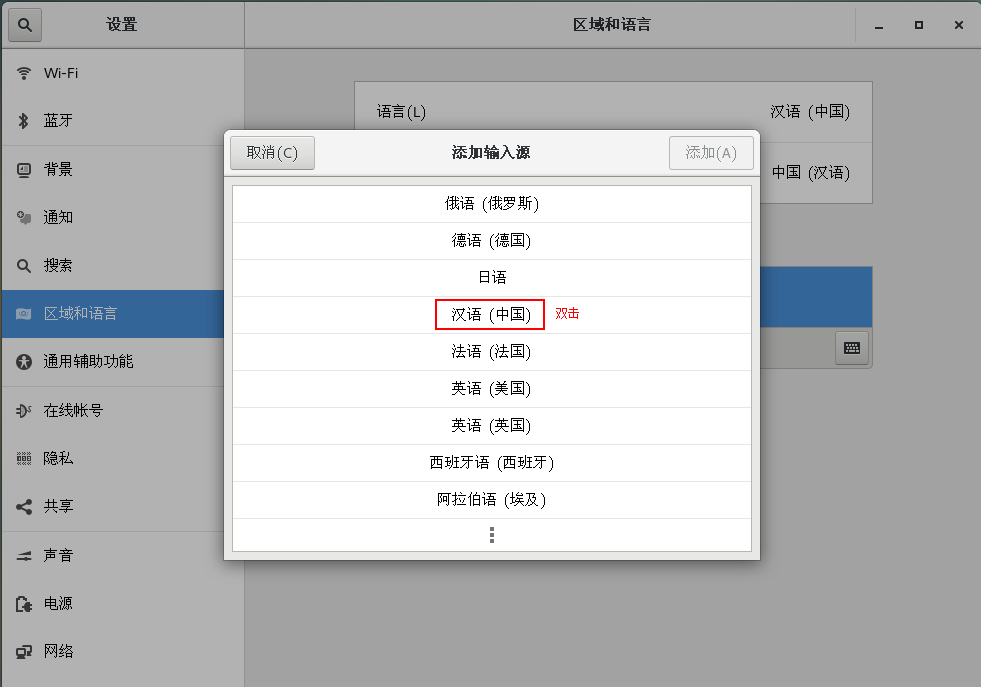 设置
区域和语言
Wi-Fi
蓝牙
背景
通知
搜索
区域和语言
通用辅助功能
在线帐号
隐私
共享
声音
电源
网络
语言(L)
汉语 (中国)
中国 (汉语)
取消(C)
添加输入源
添加(A)
俄语 (俄罗斯)
德语 (德国)
日语
汉语 (中国)
双击
法语 (法国)
英语 (美国)
英语 (英国)
西班牙语 (西班牙)
阿拉伯语 (埃及)